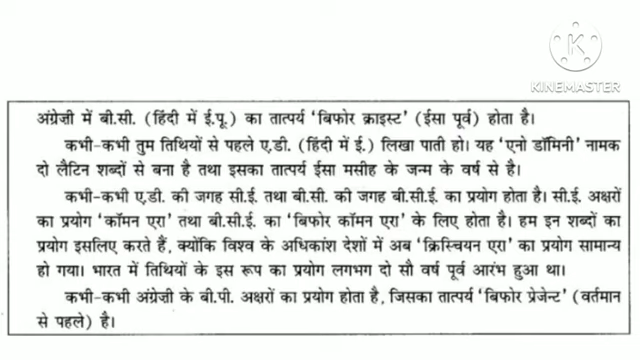 KINEMASTER
अंग्रेज़ी में बी.सी. (हिंदी में ई.पू.) का तात्पर्य 'बिफोर क्राइस्ट' (ईसा पूर्व) होता है।
कभी-कभी तुम तिथियों से पहले ए.डी. (हिंदी में ई.) लिखा पाती हो। यह 'एनो डॉमिनी' नामक
दो लैटिन शब्दों से बना है तथा इसका तात्पर्य ईसा मसीह के जन्म के वर्ष से है।
कभी-कभी ए.डी. की जगह सी.ई. तथा बी.सी. की जगह बी.सी.ई. का प्रयोग होता है। सी.ई. अक्षरों
का प्रयोग 'कॉमन एरा' तथा बी.सी.ई. का 'बिफोर कॉमन एरा' के लिए होता है। हम इन शब्दों का
प्रयोग इसलिए करते हैं, क्योंकि विश्व के अधिकांश देशों में अब 'क्रिस्चियन एरा' का प्रयोग सामान्य
हो गया। भारत में तिथियों के इस रूप का प्रयोग लगभग दो सौ वर्ष पूर्व आरंभ हुआ था।
कभी-कभी अंग्रेज़ी के बी.पी. अक्षरों का प्रयोग होता है, जिसका तात्पर्य 'बिफोर प्रेजेन्ट' (वर्तमान
से पहले) है।